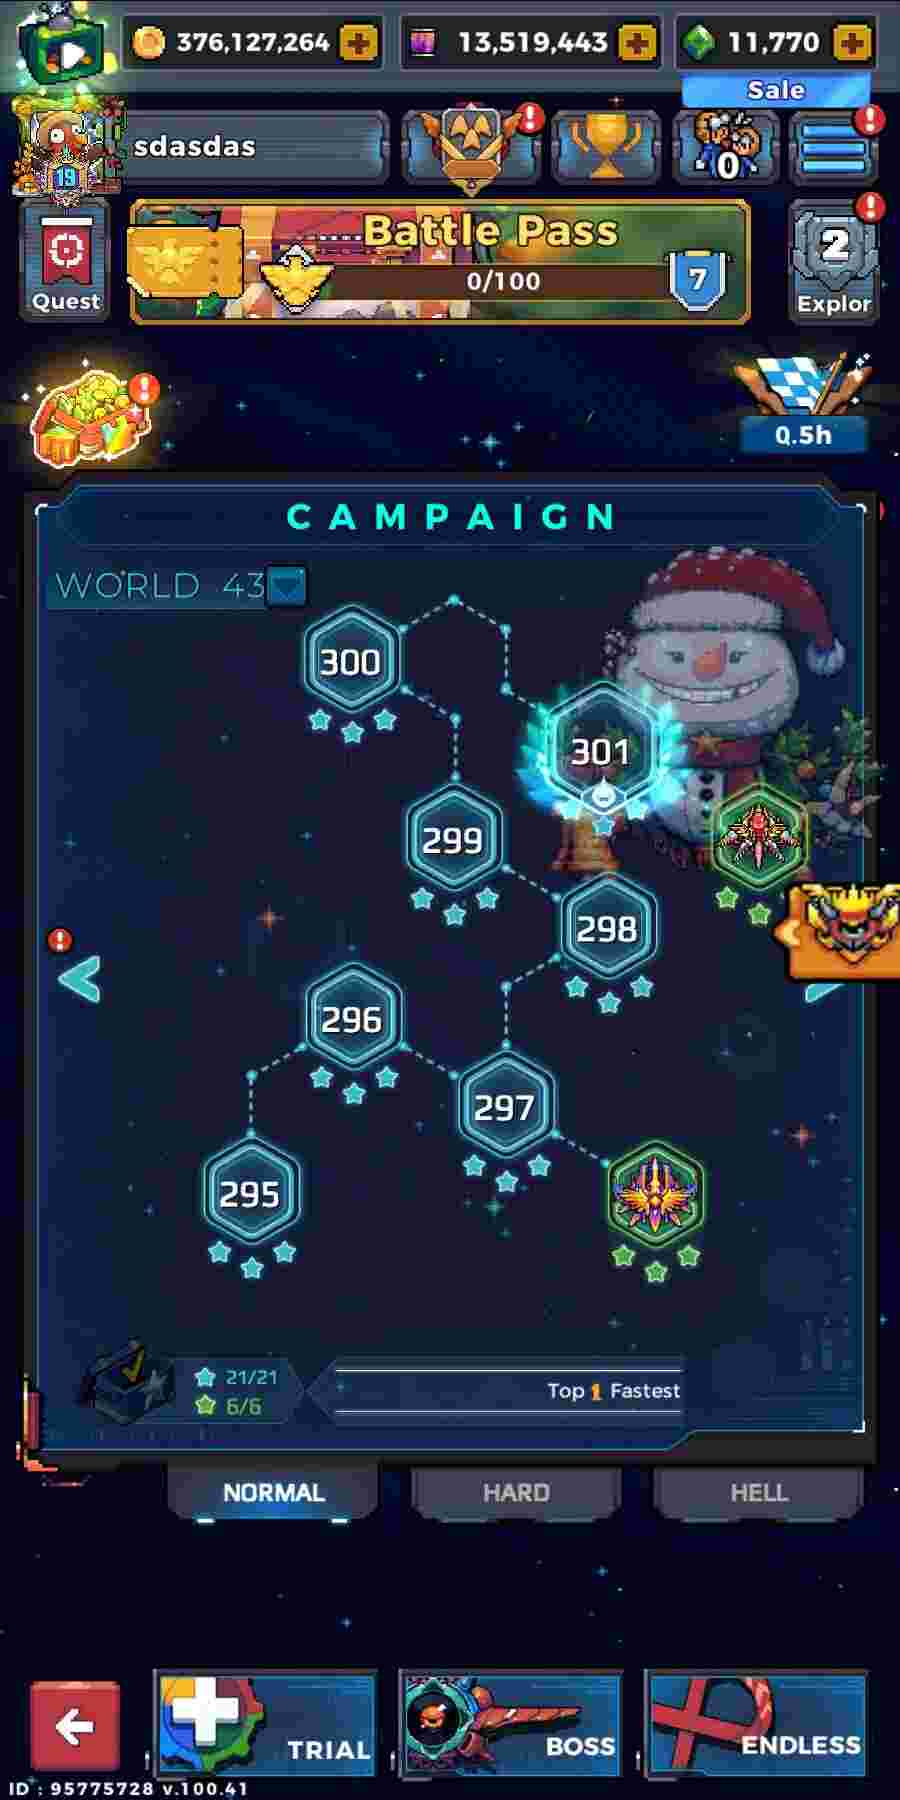 376,127,264
13,519,443
11,770
Sale
19
sdasdas
0
Quest
Battle Pass
0/100
7
2
Explor
0.5h
CAMPAIGN
WORLD 43
300
301
299
298
296
297
295
21/21
6/6
Top 1 Fastest
NORMAL
HARD
HELL
TRIAL
BOSS
ENDLESS
ID : 95775728 v.100.41